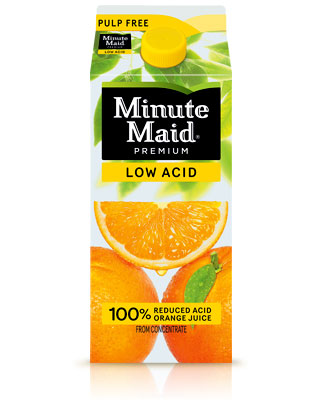 PULP FREE
Minute
Maid
LOW ACID
Minute
Maid®
PREMIUM
LOW ACID
100% REDUCED ACID
ORANGE JUICE
FROM CONCENTRATE